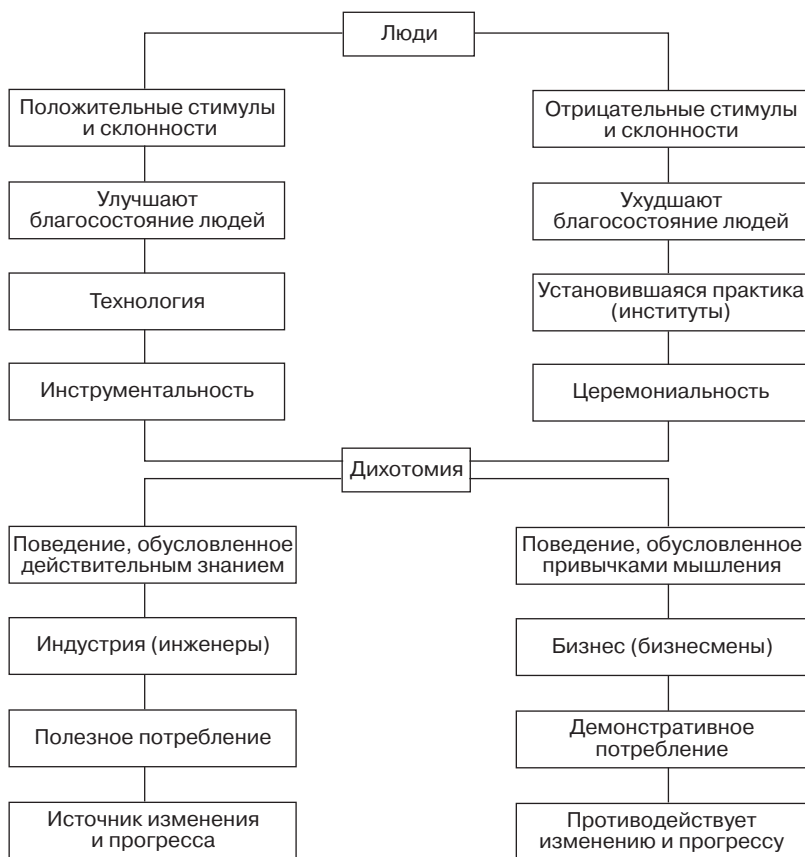 Люди
Положительные стимулы
и склонности
Отрицательные стимулы
и склонности
Улучшают
благосостояние людей
Ухудшают
благосостояние людей
Технология
Установившаяся практика
(институты)
Инструментальность
Церемониальность
Дихотомия
Поведение, обусловленное
действительным знанием
Поведение, обусловленное
привычками мышления
Индустрия (инженеры)
Бизнес (бизнесмены)
Полезное потребление
Демонстративное
потребление
Источник изменения
и прогресса
Противодействует
изменению и прогрессу